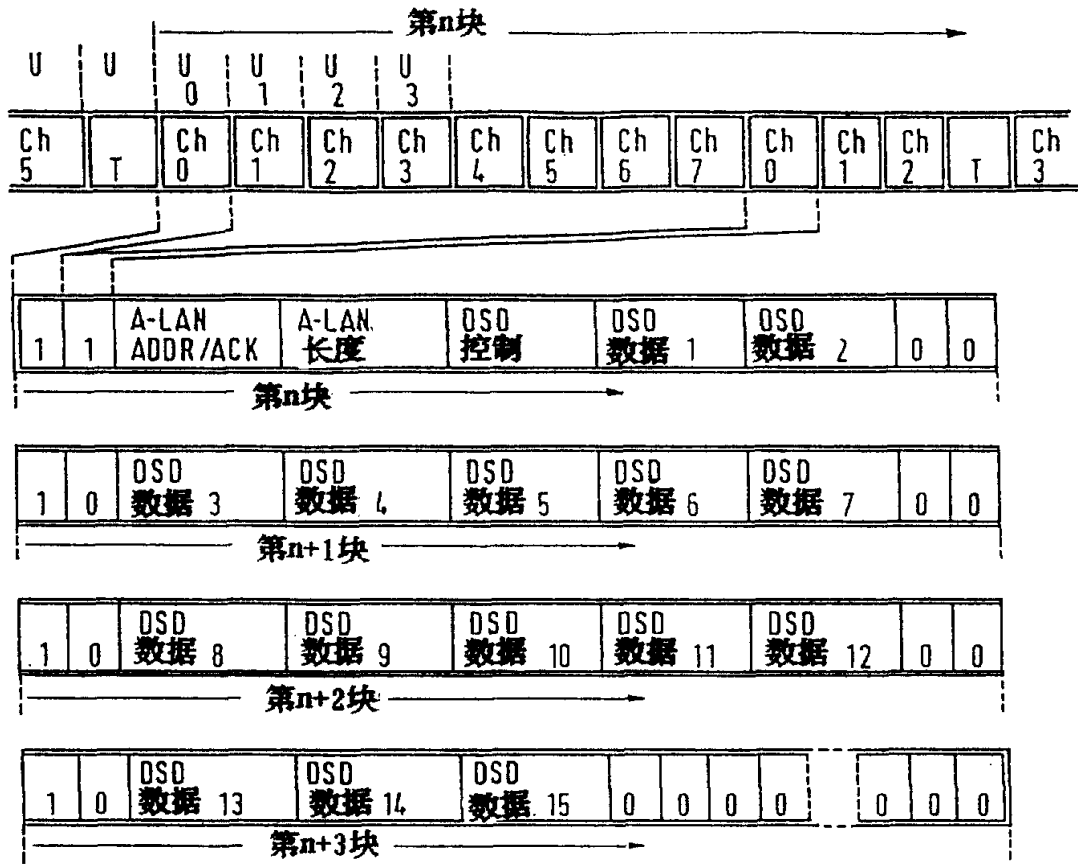 第n块
U U U U U U
0 1 2 3
Ch Ch Ch Ch Ch Ch Ch Ch Ch Ch Ch Ch Ch
5 T 0 1 2 3 4 5 6 7 0 1 2 T 3
A-LAN A-LAN. DSD DSD DSD
1 1 ADDR/ACK 长度 控制 数据 1 数据 2 0 0
第n块
DSD DSD DSD DSD DSD
1 0 数据 3 数据 4 数据 5 数据 6 数据 7 0 0
第n+1块
DSD DSD DSD DSD DSD
1 0 数据 8 数据 9 数据 10 数据 11 数据 12 0 0
第n+2块
DSD DSD DSD
1 0 数据 13 数据 14 数据 15 0 0 0 0 0 0 0
第n+3块